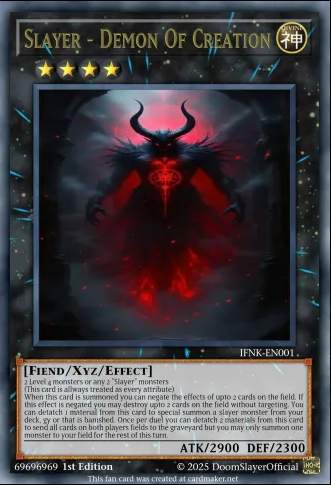 Slayer - Demon Of Creation
DIVINE
神
IFNK-EN001
[Fiend/Xyz/Effect]
2 Level 4 monsters or any 2 "Slayer" monsters
(This card is allways treated as every attribute)
When this card is summoned you can negate the effects of upto 2 cards on the field. If
this effect is negated you may destroy upto 2 cards on the field without targeting. You
can detatch 1 material from this card to special summon a slayer monster from your
deck, gy or that is banished. Once per duel you can detatch 2 materials from this card
to send all cards on both players fields to the graveyard but you may only summon one
monster to your field for the rest of this turn.
ATK/2900 DEF/2300
69696969 1st Edition
© 2025 DoomSlayerOfficial
This fan card was created at cardmaker.net